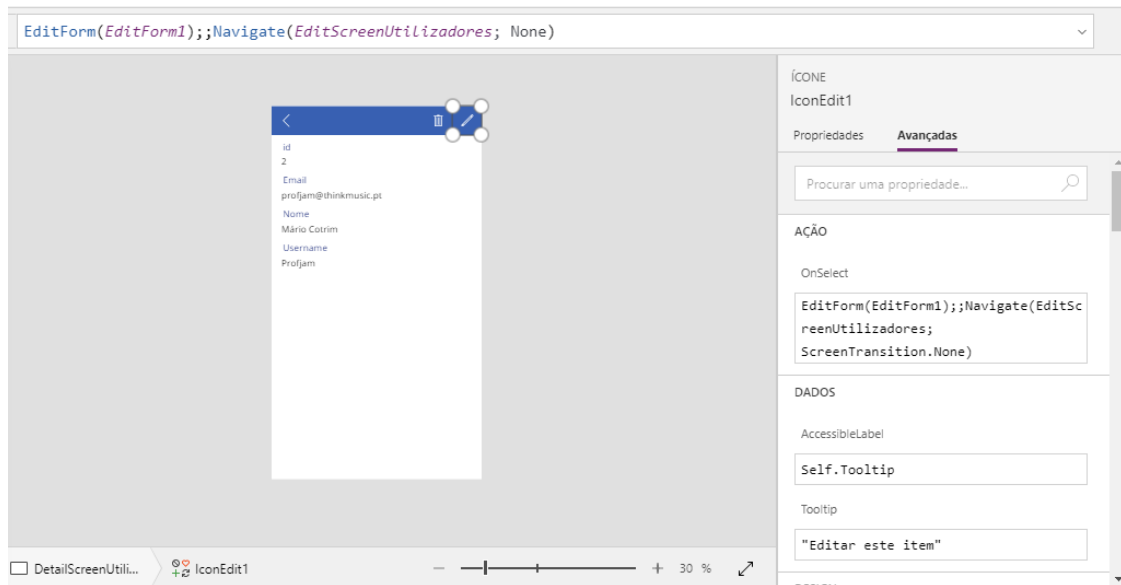 EditForm(EditForm1);;Navigate(EditScreenUtilizadores; None)
ÍCONE
IconEdit1
Propriedades Avançadas
Procurar uma propriedade...
AÇÃO
OnSelect
EditForm(EditForm1);;Navigate(EditSc
reenUtilizadores;
ScreenTransition.None)
DADOS
AccessibleLabel
Self.Tooltip
Tooltip
"Editar este item"
id
2
Email
profjam@thinkmusic.pt
Nome
Mário Cotrim
Username
Profjam
DetailScreenUtili... IconEdit1
30 %